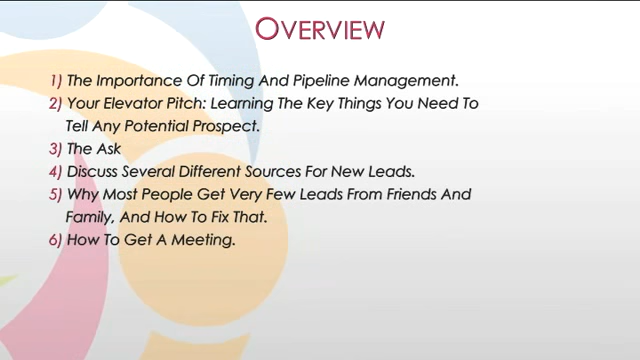 OVERVIEW
1) The Importance Of Timing And Pipeline Management.
2) Your Elevator Pitch: Learning The Key Things You Need To
Tell Any Potential Prospect.
3) The Ask
4) Discuss Several Different Sources For New Leads.
5) Why Most People Get Very Few Leads From Friends And
Family, And How To Fix That.
6) How To Get A Meeting.